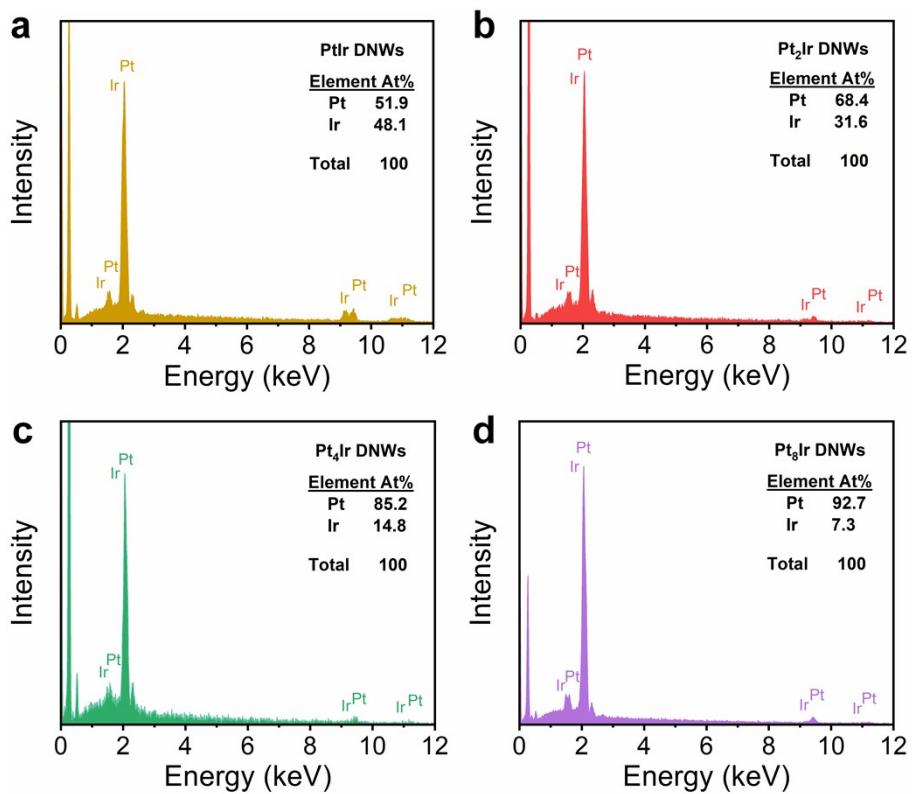 a
PtIr DNWs
Element At%
Pt 51.9
Ir 48.1
Total 100
Pt
Ir
Ir Pt
Ir Pt
Ir Pt
Intensity
0 2 4 6 8 10 12
Energy (keV)
b
Pt₂Ir DNWs
Element At%
Pt 68.4
Ir 31.6
Total 100
Pt
Ir
Ir Pt
Ir Pt
Ir Pt
Intensity
0 2 4 6 8 10 12
Energy (keV)
c
Pt₄Ir DNWs
Element At%
Pt 85.2
Ir 14.8
Total 100
Ir Pt
Ir Pt
Ir Pt
Ir Pt
Intensity
0 2 4 6 8 10 12
Energy (keV)
d
Pt₈Ir DNWs
Element At%
Pt 92.7
Ir 7.3
Total 100
Pt
Ir
Ir Pt
Ir Pt
Ir Pt
Intensity
0 2 4 6 8 10 12
Energy (keV)